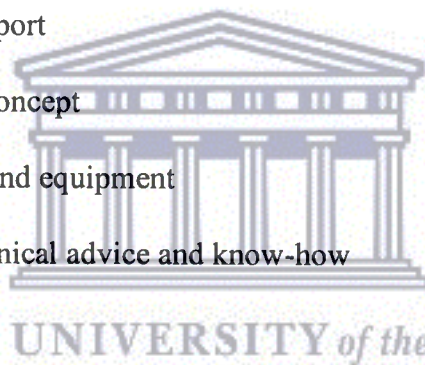 port
oncept
nd equipment
nical advice and know-how
UNIVERSITY of the